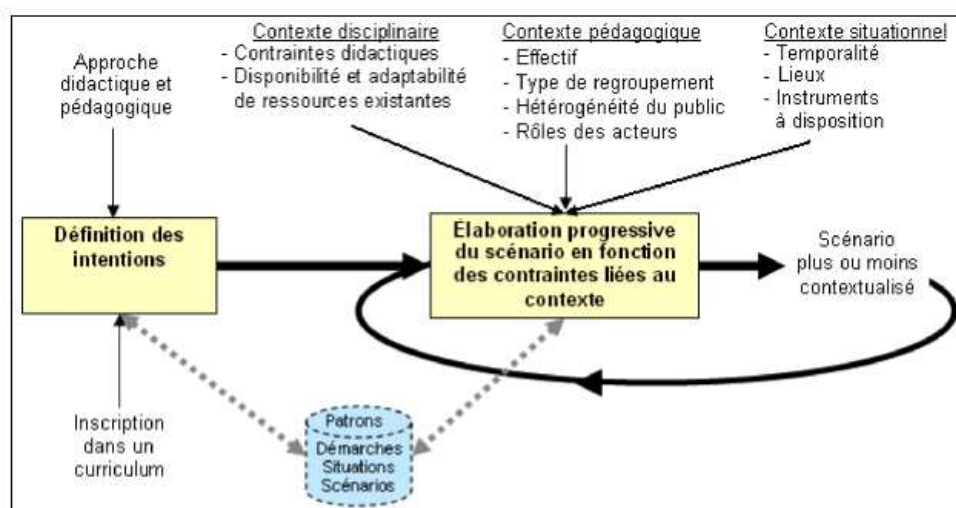 Approche
didactique et
pédagogique
Contexte disciplinaire
- Contraintes didactiques
- Disponibilité et adaptabilité
de ressources existantes
Contexte pédagogique
- Effectif
- Type de regroupement
- Hétérogénéité du public
- Rôles des acteurs
Contexte situationnel
- Temporalité
- Lieux
- Instruments
à disposition
Définition des
intentions
Élaboration progressive
du scénario en fonction
des contraintes liées au
contexte
Scénario
plus ou moins
contextualisé
Inscription
dans un
curriculum
Patrons
Démarches
Situations
Scénarios